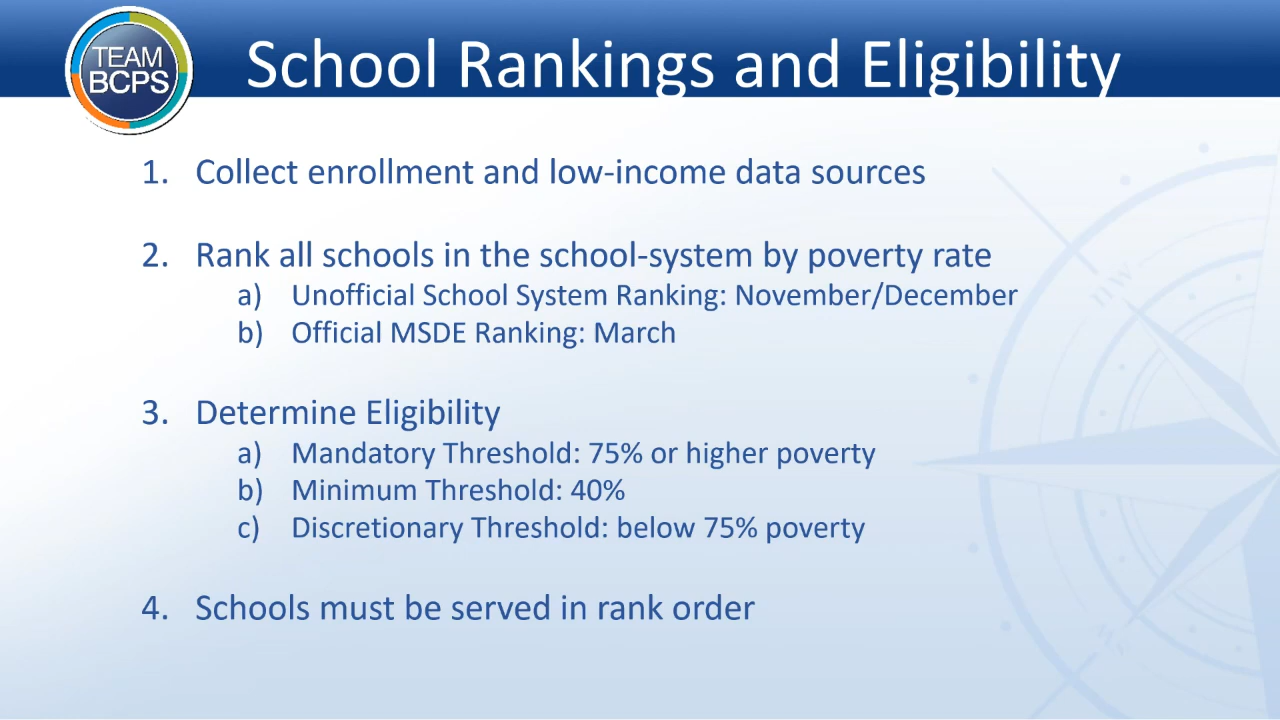 TEAM
BCPS
School Rankings and Eligibility
1. Collect enrollment and low-income data sources
2. Rank all schools in the school-system by poverty rate
a) Unofficial School System Ranking: November/December
b) Official MSDE Ranking: March
3. Determine Eligibility
a) Mandatory Threshold: 75% or higher poverty
b) Minimum Threshold: 40%
c) Discretionary Threshold: below 75% poverty
4. Schools must be served in rank order
NW